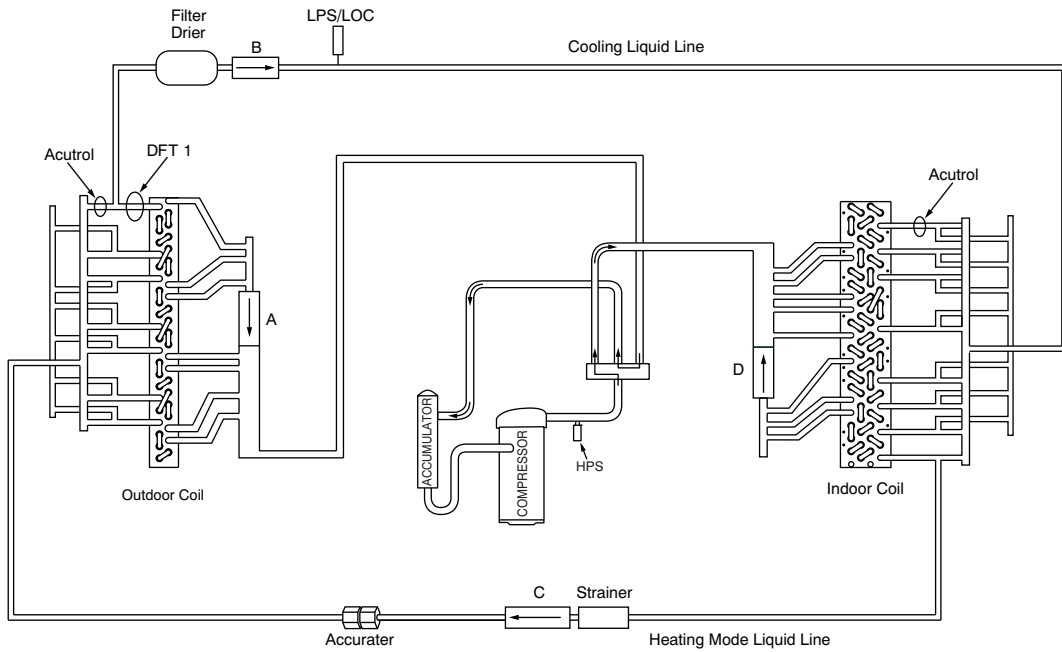 Filter
Drier
LPS/LOC
B
Cooling Liquid Line
Acutrol
DFT 1
Acutrol
A
D
ACCUMULATOR
COMPRESSOR
HPS
Outdoor Coil
Indoor Coil
C
Strainer
Accurater
Heating Mode Liquid Line